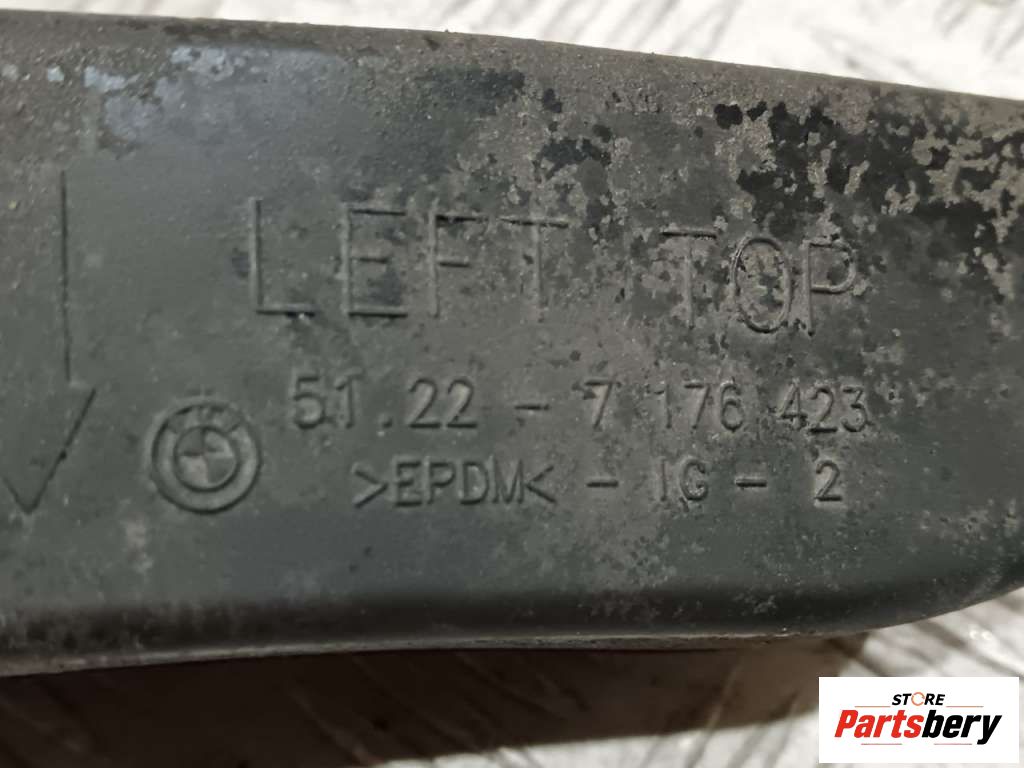 LEFT TOP
51.22 - 7 176 423
>EPDM< - IG - 2
STORE
Partsbery